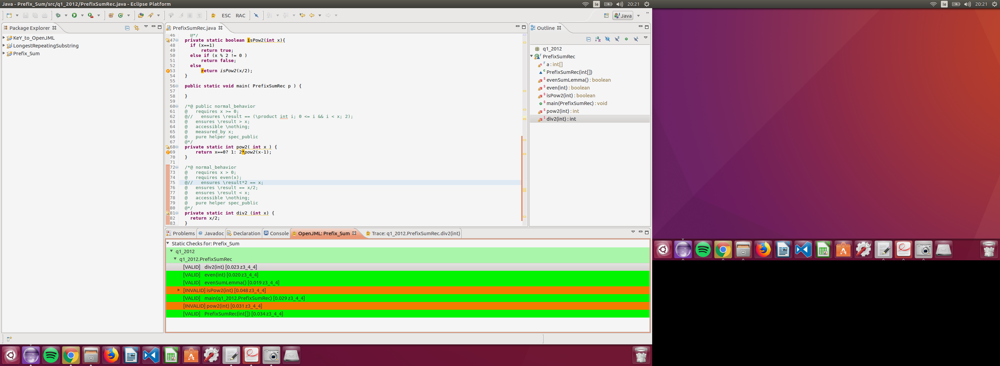 Java - Prefix_Sum/src/q1_2012/PrefixSumRec.java - Eclipse Platform
Ie
20:21
Ie
20:21
ESC RAC
Java
Package Explorer
KeY_to_OpenJML
LongestRepeatingSubstring
Prefix_Sum
PrefixSumRec.java
46 @*/
47 private static boolean isPow2(int x){
48 if (x==1)
49 return true;
50 else if (x % 2 != 0 )
51 return false;
52 else
53 return isPow2(x/2);
54 }
55
56 public static void main( PrefixSumRec p ) {
57
58 }
59
60 /*@ public normal_behavior
61 @ requires x >= 0;
62 @// ensures \result == (\product int i; 0 <= i && i < x; 2);
63 @ ensures \result > x;
64 @ accessible \nothing;
65 @ measured_by x;
66 @ pure helper spec_public
67 @*/
68 private static int pow2( int x ) {
69 return x==0? 1: 2*pow2(x-1);
70 }
71
72 /*@ normal_behavior
73 @ requires x > 0;
74 @ requires even(x);
75 @// ensures \result*2 == x;
76 @ ensures \result == x/2;
77 @ ensures \result < x;
78 @ accessible \nothing;
79 @ pure helper spec_public
80 @*/
81 private static int div2 (int x) {
82 return x/2;
83 }
Outline
q1_2012
PrefixSumRec
a : int[]
PrefixSumRec(int[])
evenSumLemma() : boolean
even(int) : boolean
isPow2(int) : boolean
main(PrefixSumRec) : void
pow2(int) : int
div2(int) : int
Problems @ Javadoc Declaration Console OpenJML: Prefix_Sum Trace: q1_2012.PrefixSumRec.div2(int)
Static Checks for: Prefix_Sum
q1_2012
q1_2012.PrefixSumRec
[VALID] div2(int) [0.023 z3_4_4]
[VALID] even(int) [0.020 z3_4_4]
[VALID] evenSumLemma() [0.019 z3_4_4]
[INVALID] isPow2(int) [0.048 z3_4_4]
[VALID] main(q1_2012.PrefixSumRec) [0.029 z3_4_4]
[INVALID] pow2(int) [0.031 z3_4_4]
[VALID] PrefixSumRec(int[]) [0.034 z3_4_4]